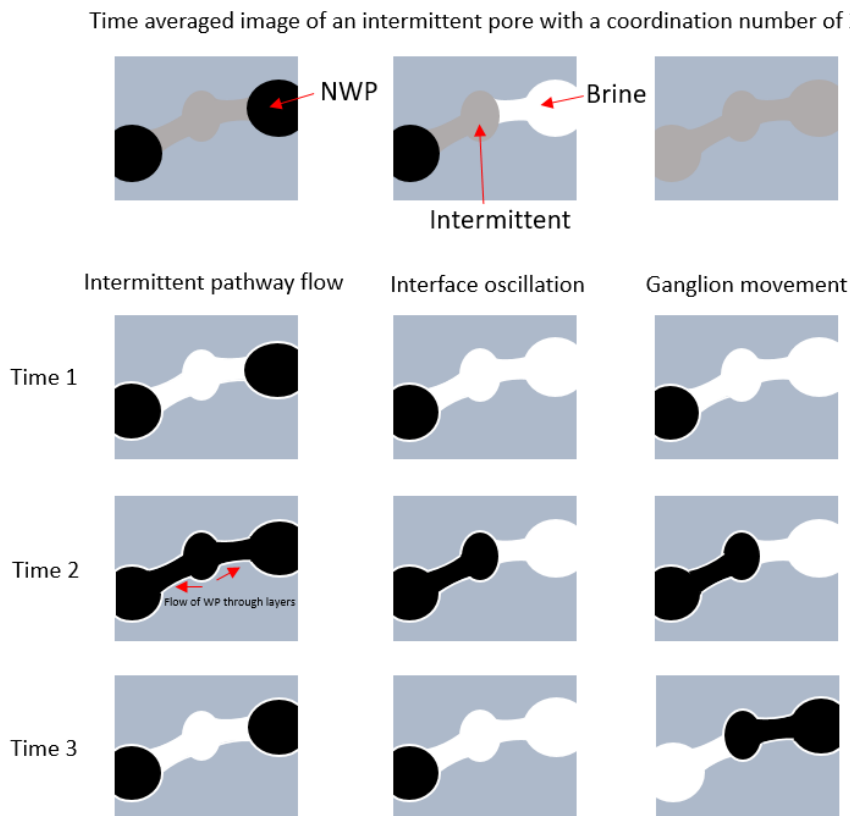 Time averaged image of an intermittent pore with a coordination number of
NWP
Brine
Intermittent
Intermittent pathway flow
Interface oscillation
Ganglion movement
Time 1
Time 2
Flow of WP through layers
Time 3